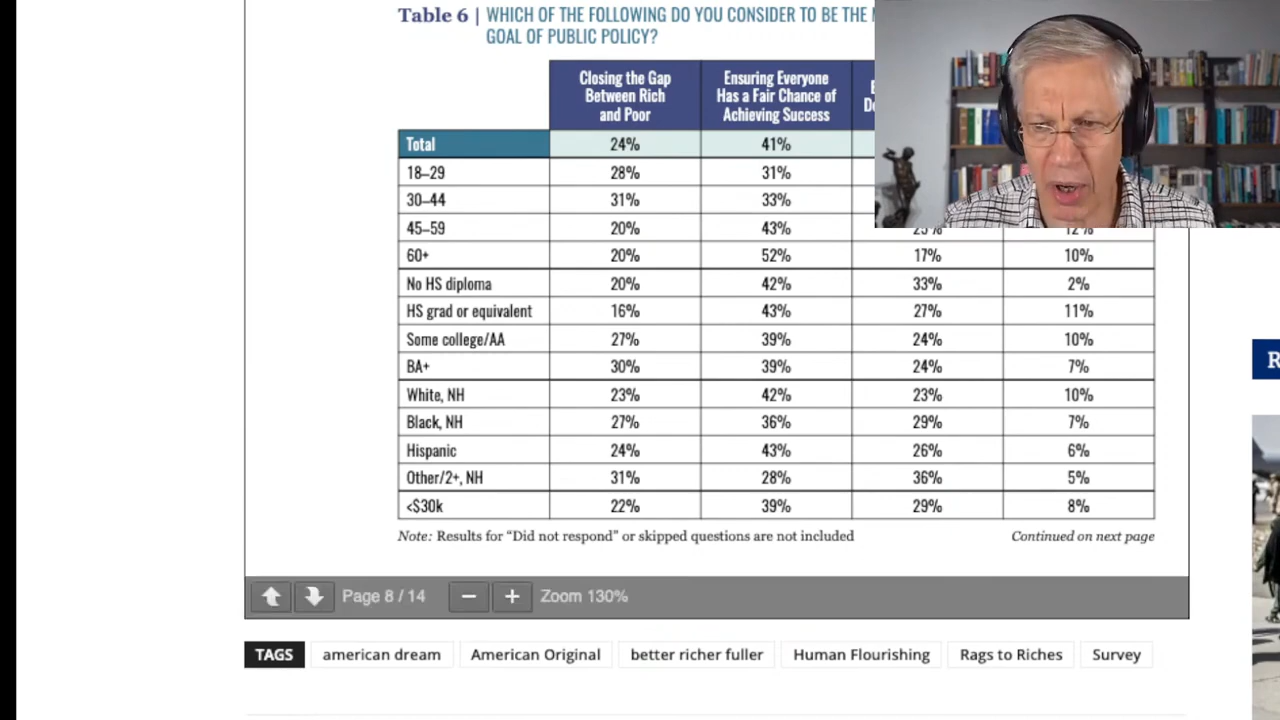 Table 6 | WHICH OF THE FOLLOWING DO YOU CONSIDER TO BE THE
GOAL OF PUBLIC POLICY?
Closing the Gap
Between Rich
and Poor
Ensuring Everyone
Has a Fair Chance of
Achieving Success
Total 24% 41%
18–29 28% 31%
30–44 31% 33%
45–59 20% 43% 25% 12%
60+ 20% 52% 17% 10%
No HS diploma 20% 42% 33% 2%
HS grad or equivalent 16% 43% 27% 11%
Some college/AA 27% 39% 24% 10%
BA+ 30% 39% 24% 7%
White, NH 23% 42% 23% 10%
Black, NH 27% 36% 29% 7%
Hispanic 24% 43% 26% 6%
Other/2+, NH 31% 28% 36% 5%
<$30k 22% 39% 29% 8%
Note: Results for “Did not respond” or skipped questions are not included
Continued on next page
Page 8 / 14
Zoom 130%
TAGS american dream American Original better richer fuller Human Flourishing Rags to Riches Survey